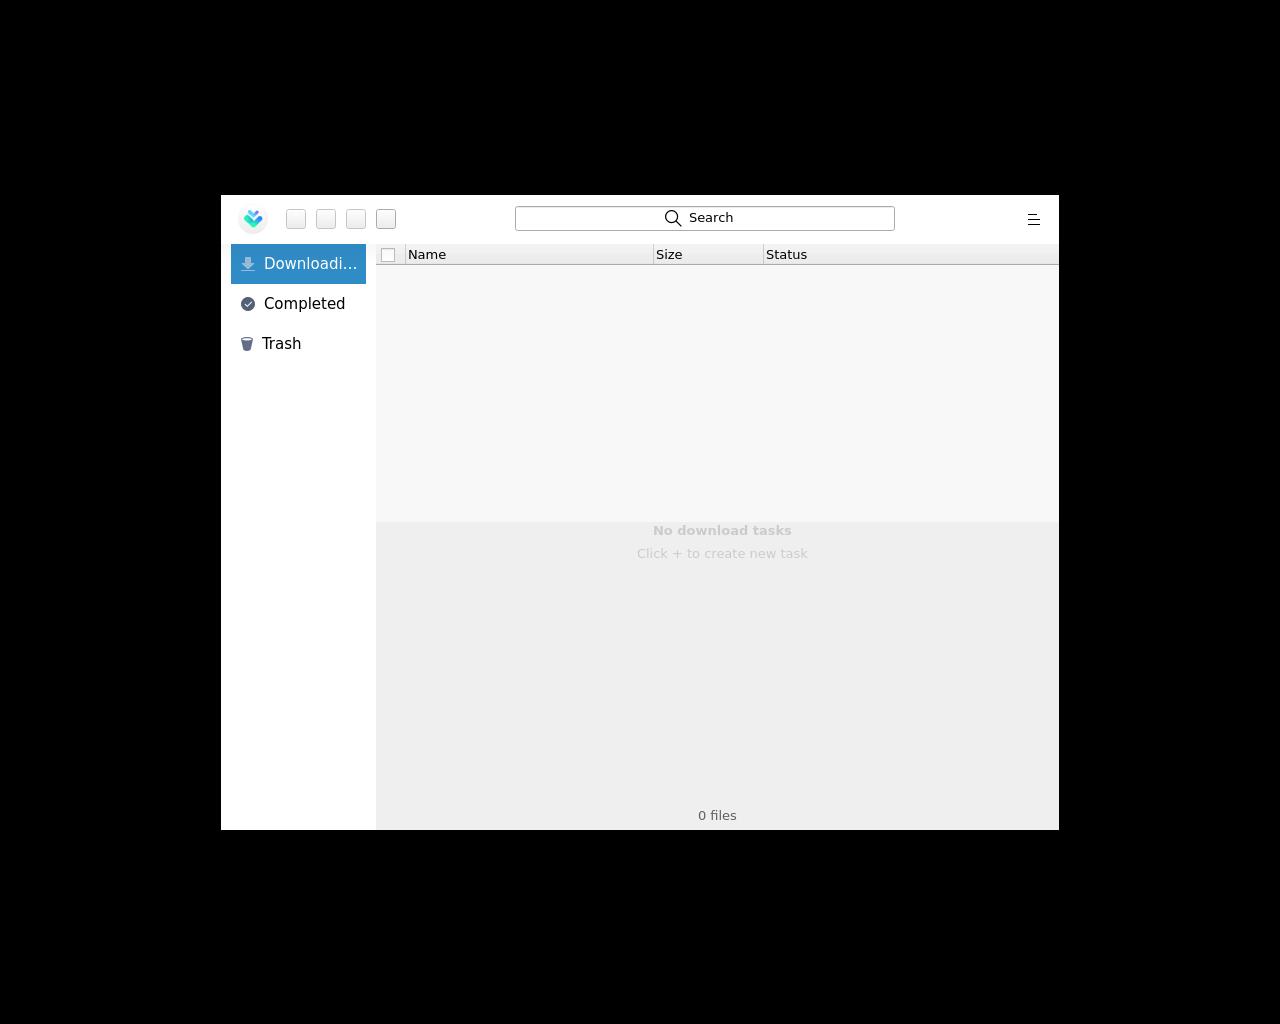 Search
Downloadi...
Name Size Status
Completed
Trash
No download tasks
Click + to create new task
0 files